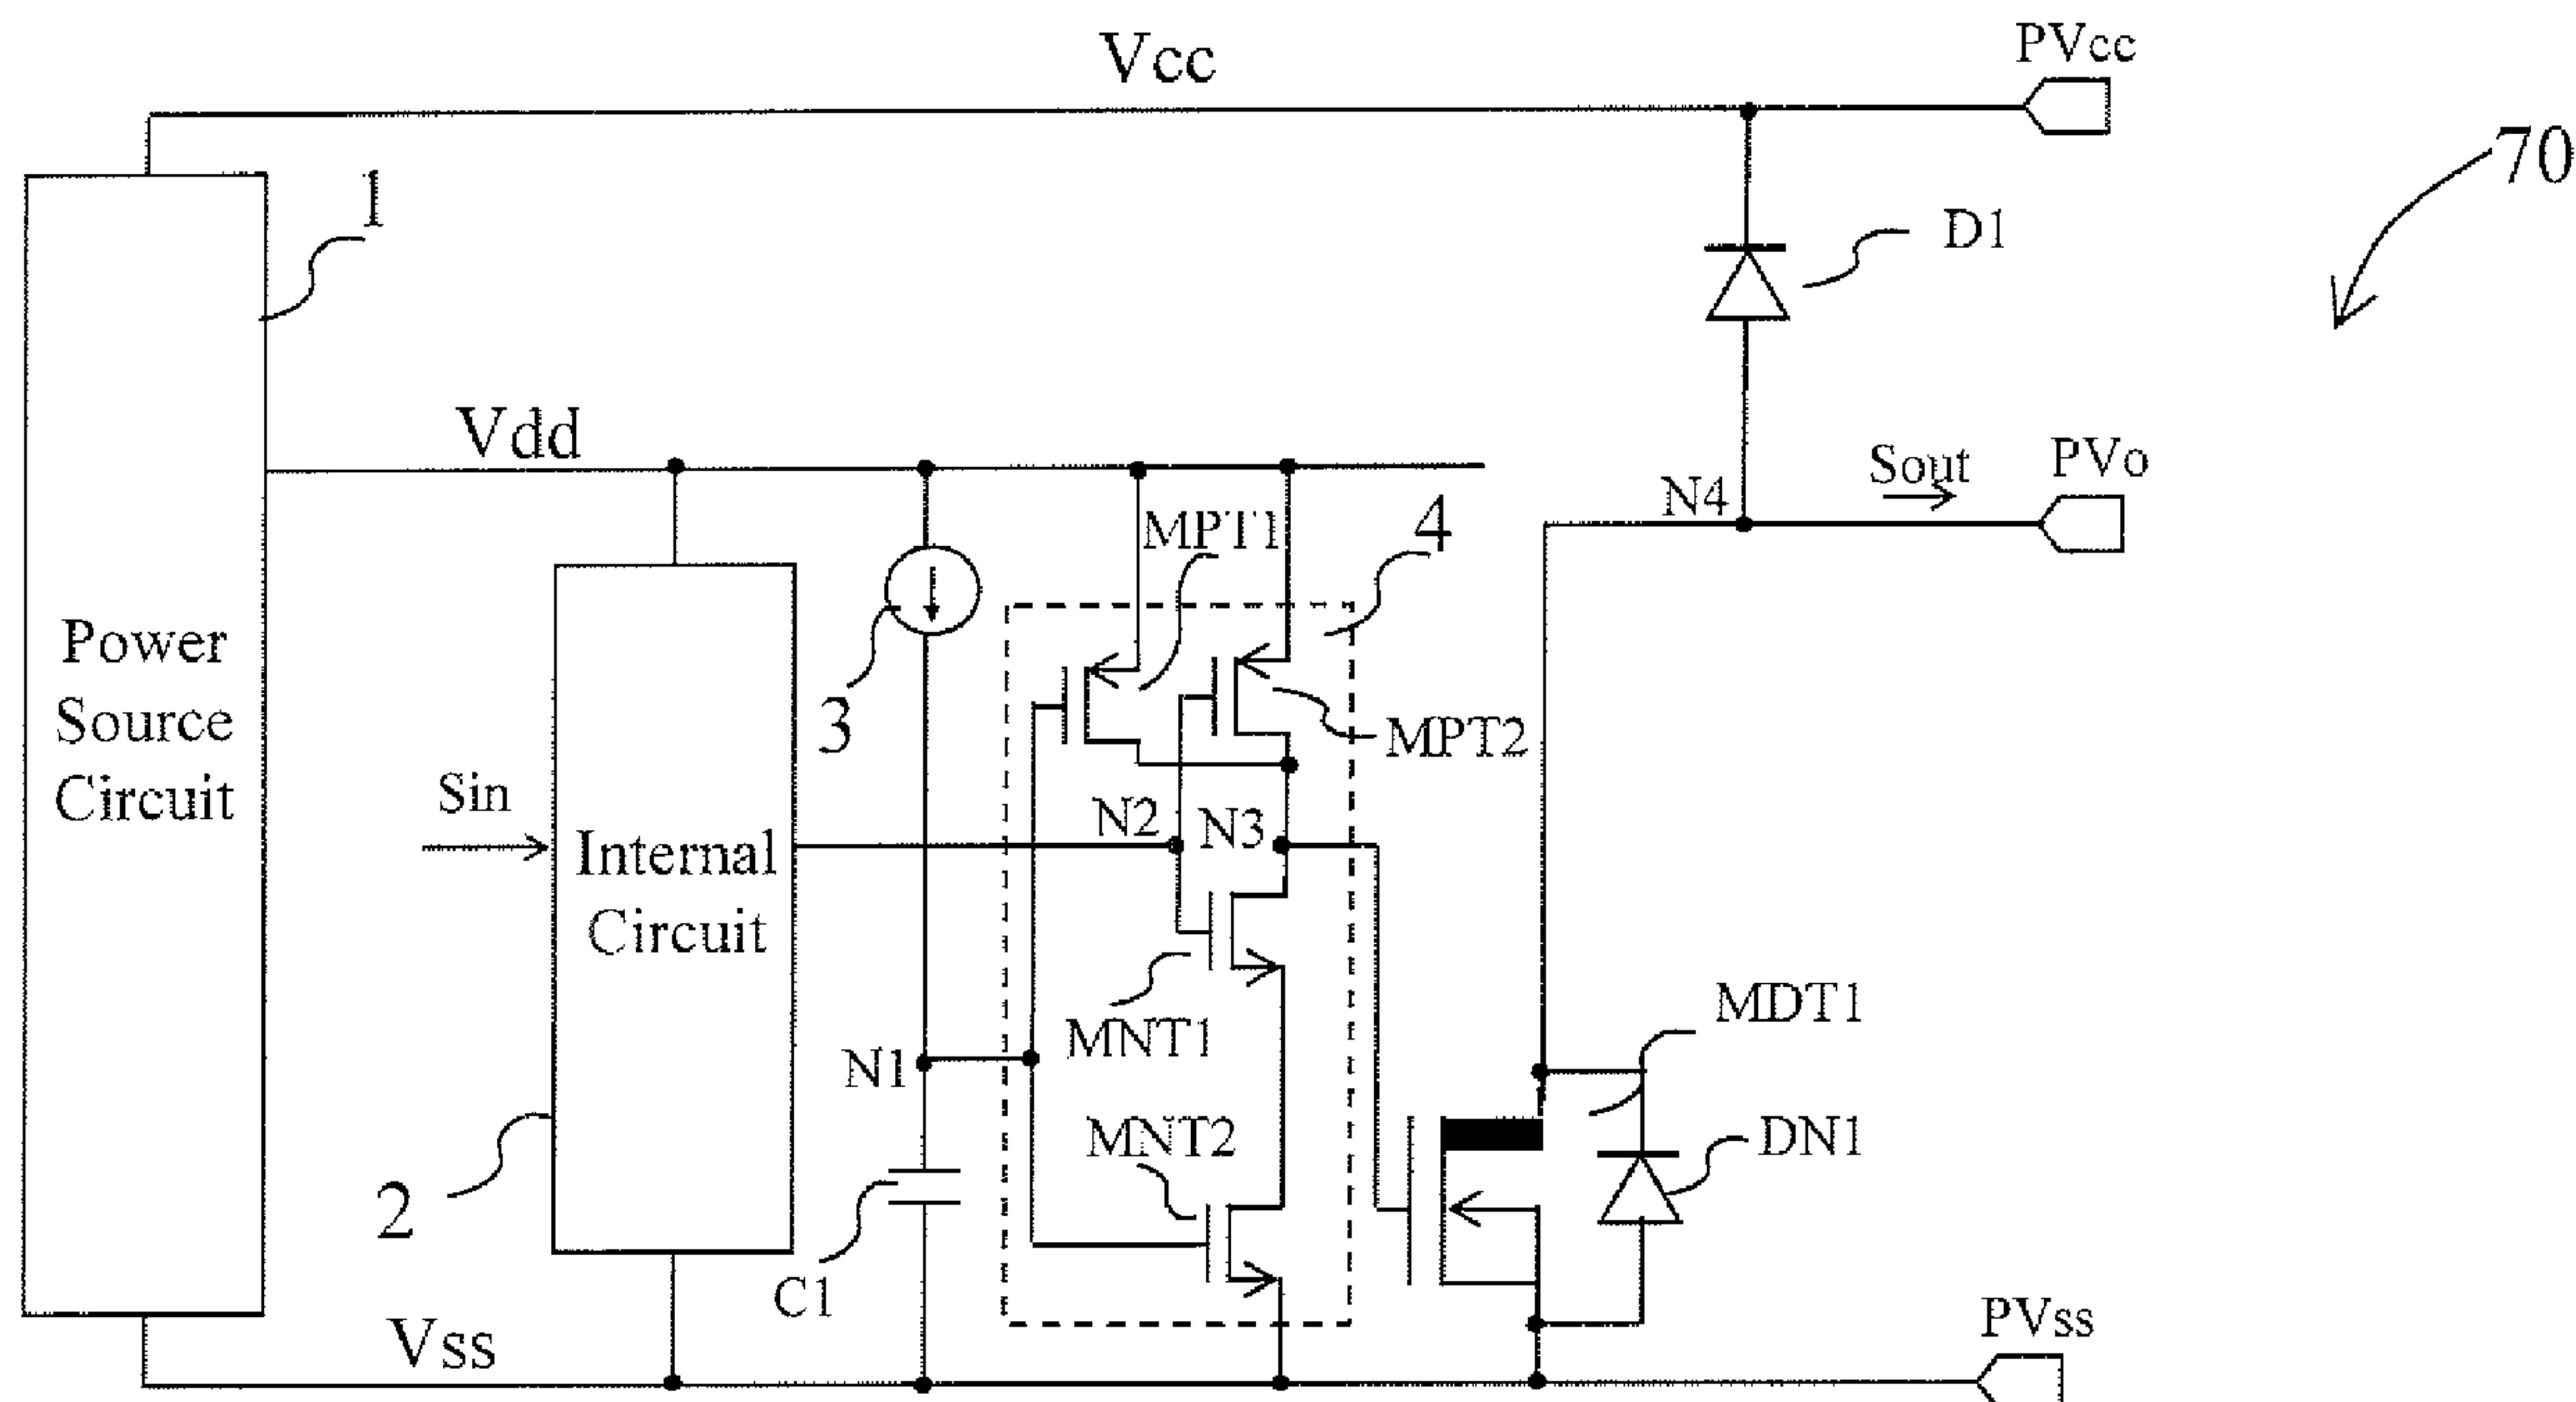 Vcc
PVcc
70
1
D1
Vdd
Sout
PVo
N4
MPT1
4
Power
Source
Circuit
3
MPT2
Sin
N2
N3
Internal
Circuit
MDT1
MNT1
N1
MNT2
DN1
2
C1
PVss
Vss